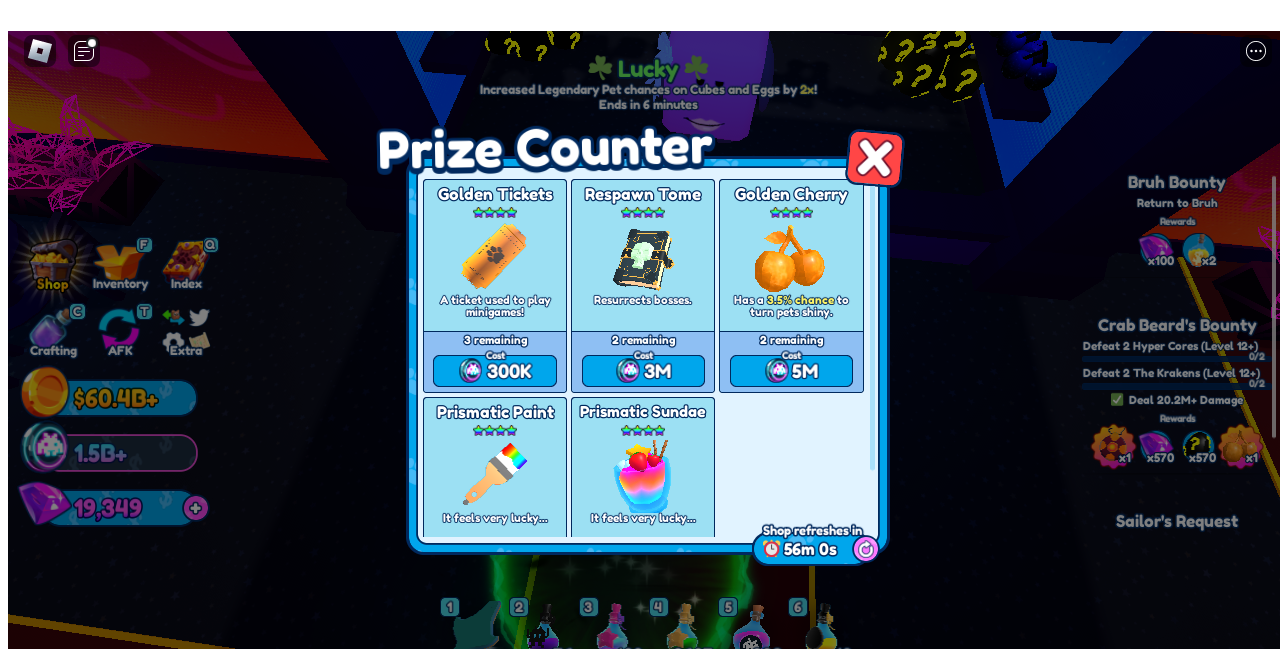 Lucky
Increased Legendary Pet chances on Cubes and Eggs by 2x!
Ends in 6 minutes
Prize Counter
Golden Tickets
A ticket used to play
minigames!
3 remaining
Cost
300K
Respawn Tome
Resurrects bosses.
2 remaining
Cost
3M
Golden Cherry
Has a 3.5% chance to
turn pets shiny.
2 remaining
Cost
5M
Prismatic Paint
It feels very lucky...
Prismatic Sundae
It feels very lucky...
Shop refreshes in
56m 0s
F
Q
Shop
Inventory
Index
C
T
Crafting
AFK
Extra
$60.4B+
1.5B+
19,349
+
Bruh Bounty
Return to Bruh
Rewards
x100
x2
Crab Beard's Bounty
Defeat 2 Hyper Cores (Level 12+)
0/2
Defeat 2 The Krakens (Level 12+)
0/2
Deal 20.2M+ Damage
Rewards
x1
x570
x570
x1
Sailor's Request
1
2
3
4
5
6